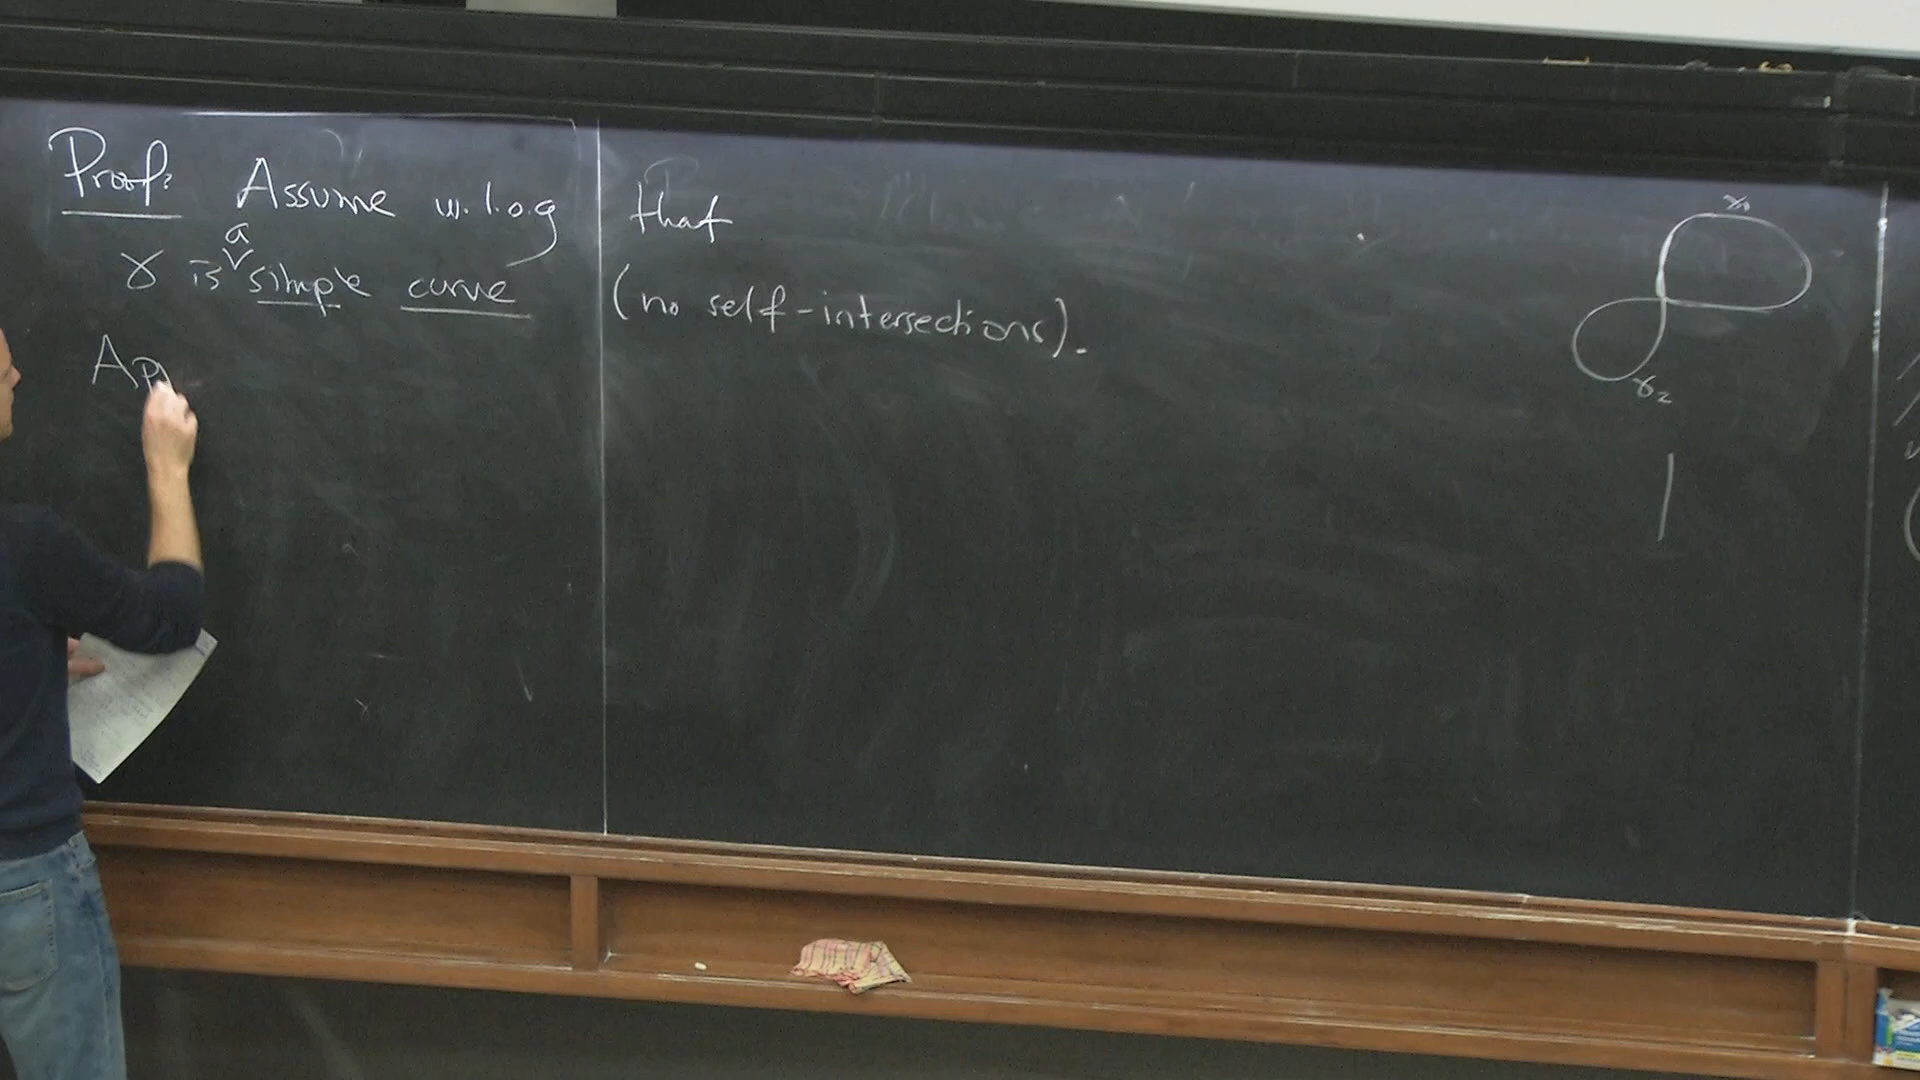 Proof: Assume w.l.o.g that
γ is a simple curve (no self-intersections).
Ap
γ₁
γ₂